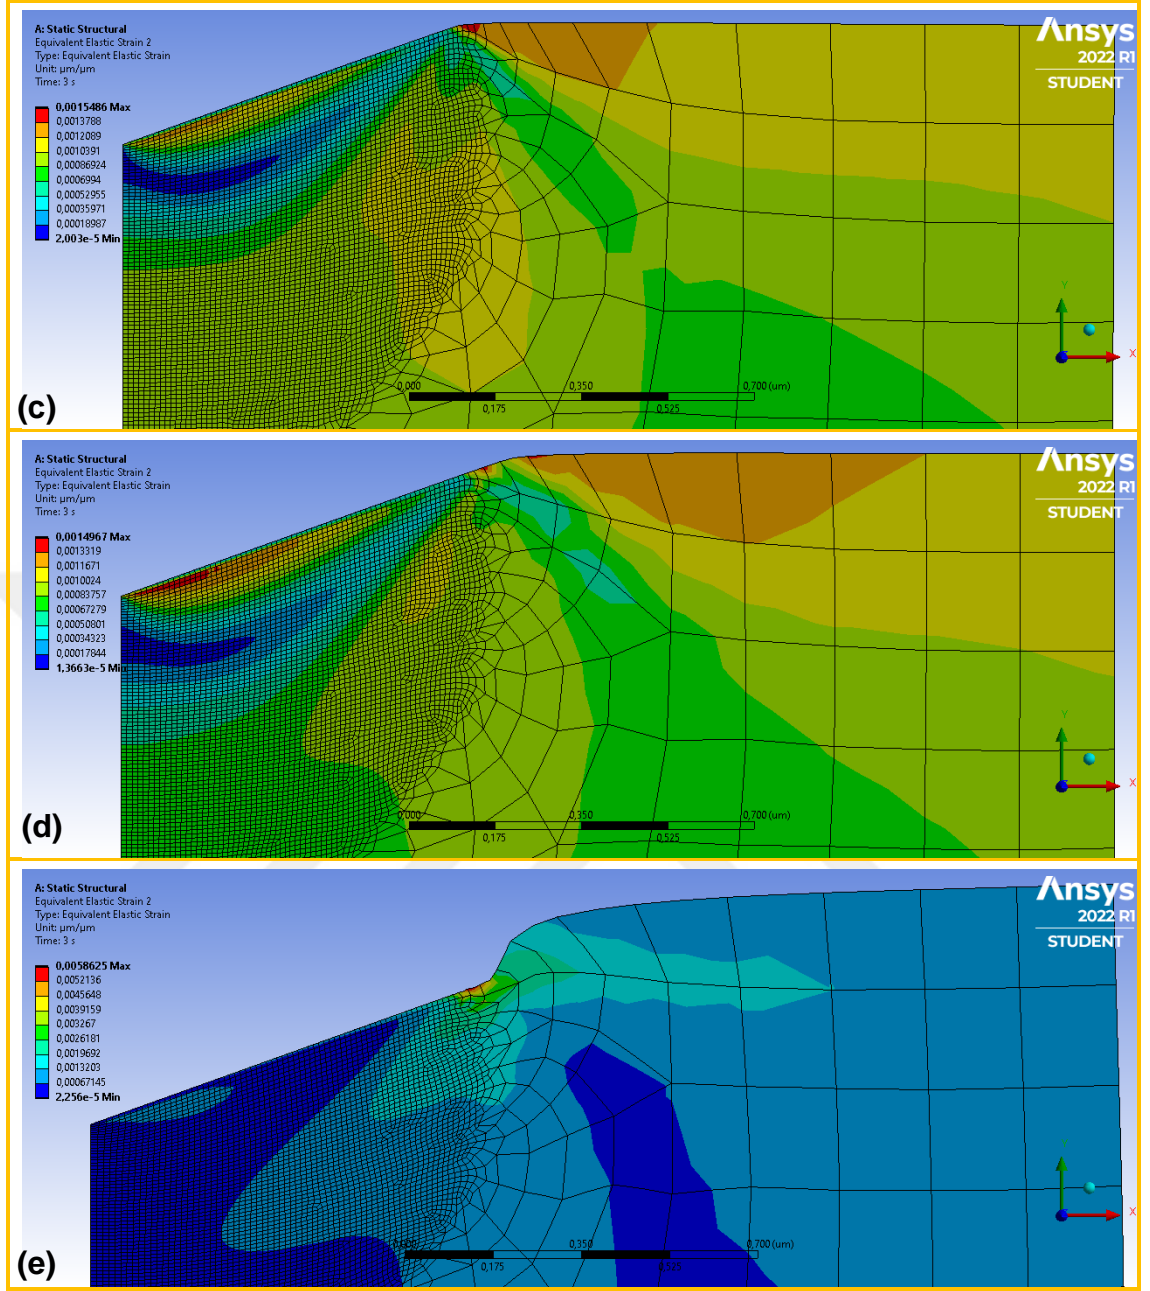 A: Static Structural
Equivalent Elastic Strain 2
Type: Equivalent Elastic Strain
Unit: µm/µm
Time: 3 s
0,0015486 Max
0,0013788
0,0012089
0,0010391
0,00086924
0,0006994
0,00052955
0,00035971
0,00018987
2,003e-5 Min
Ansys
2022 R1
STUDENT
Y
X
0,000
0,350
0,700 (um)
0,175
0,525
(c)
A: Static Structural
Equivalent Elastic Strain 2
Type: Equivalent Elastic Strain
Unit: µm/µm
Time: 3 s
0,0014967 Max
0,0013319
0,0011671
0,0010024
0,00083757
0,00067279
0,00050801
0,00034323
0,00017844
1,3663e-5 Min
Ansys
2022 R1
STUDENT
Y
X
0,000
0,350
0,700 (um)
0,175
0,525
(d)
A: Static Structural
Equivalent Elastic Strain 2
Type: Equivalent Elastic Strain
Unit: µm/µm
Time: 3 s
0,0058625 Max
0,0052136
0,0045648
0,0039159
0,003267
0,0026181
0,0019692
0,0013203
0,00067145
2,256e-5 Min
Ansys
2022 R1
STUDENT
Y
X
0,000
0,350
0,700 (um)
0,175
0,525
(e)